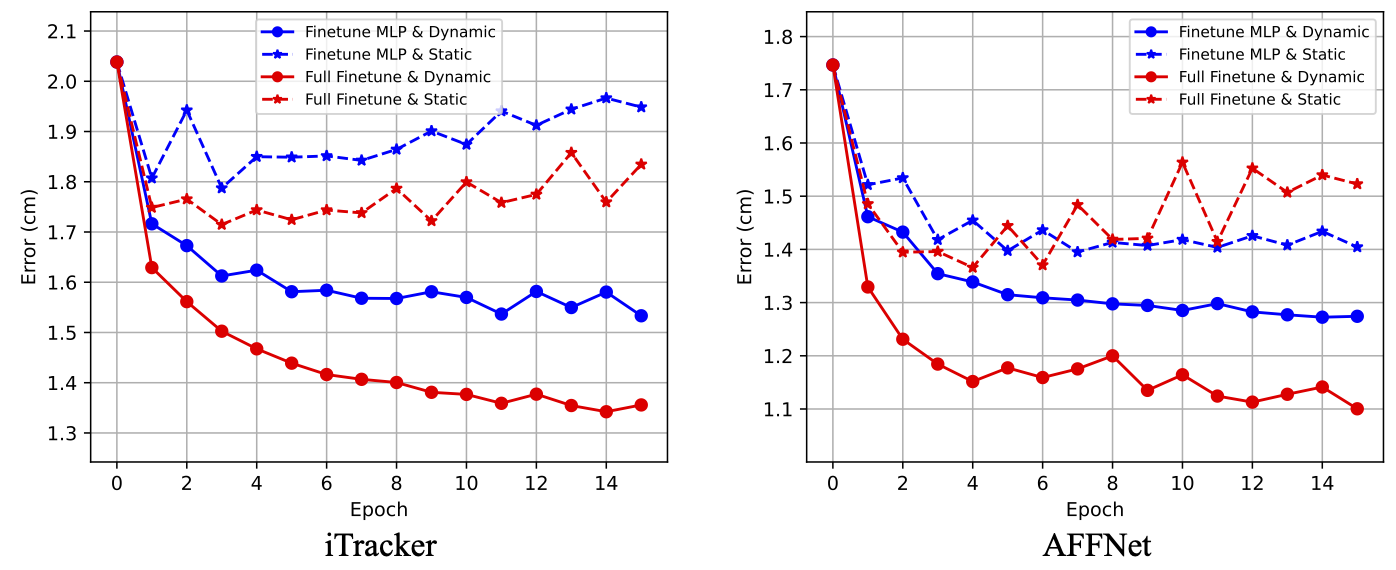 2.1
2.0
1.9
1.8
1.7
1.6
1.5
1.4
1.3
Error (cm)
Finetune MLP & Dynamic
Finetune MLP & Static
Full Finetune & Dynamic
Full Finetune & Static
0 2 4 6 8 10 12 14
Epoch
iTracker
1.8
1.7
1.6
1.5
1.4
1.3
1.2
1.1
Error (cm)
Finetune MLP & Dynamic
Finetune MLP & Static
Full Finetune & Dynamic
Full Finetune & Static
0 2 4 6 8 10 12 14
Epoch
AFFNet